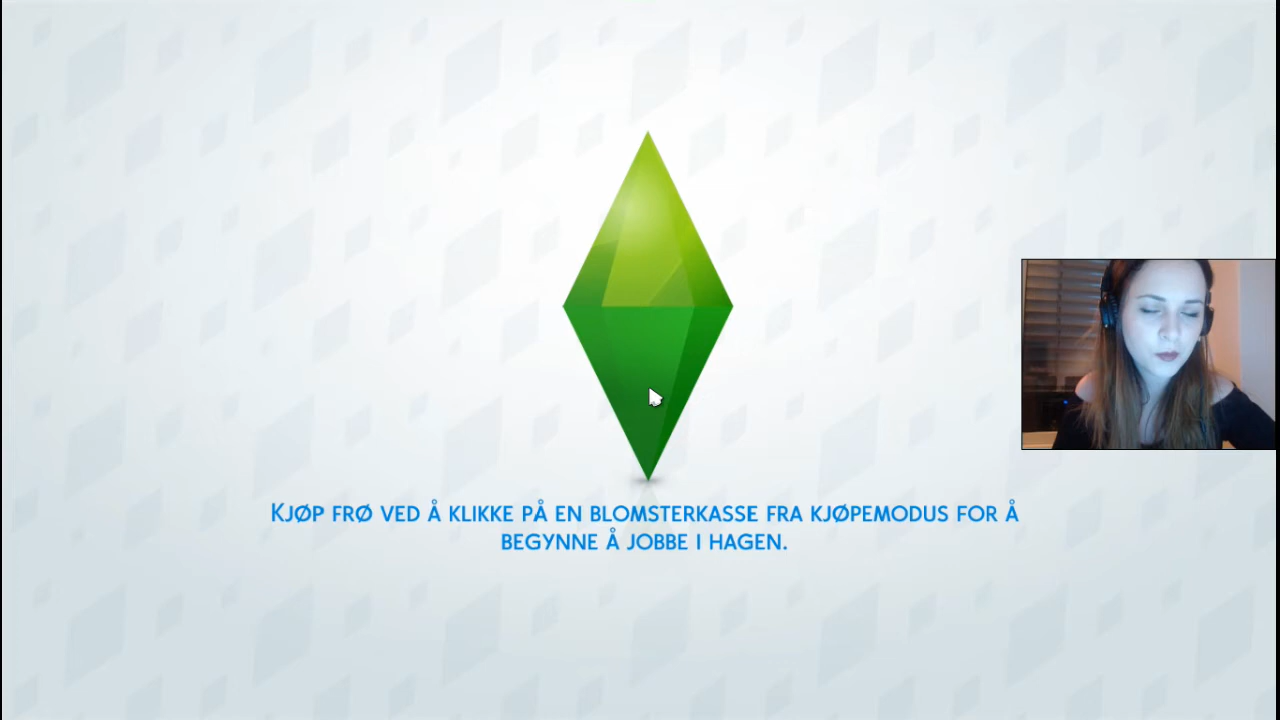 Kjøp frø ved å klikke på en blomsterkasse fra kjøpemodus for å
begynne å jobbe i hagen.